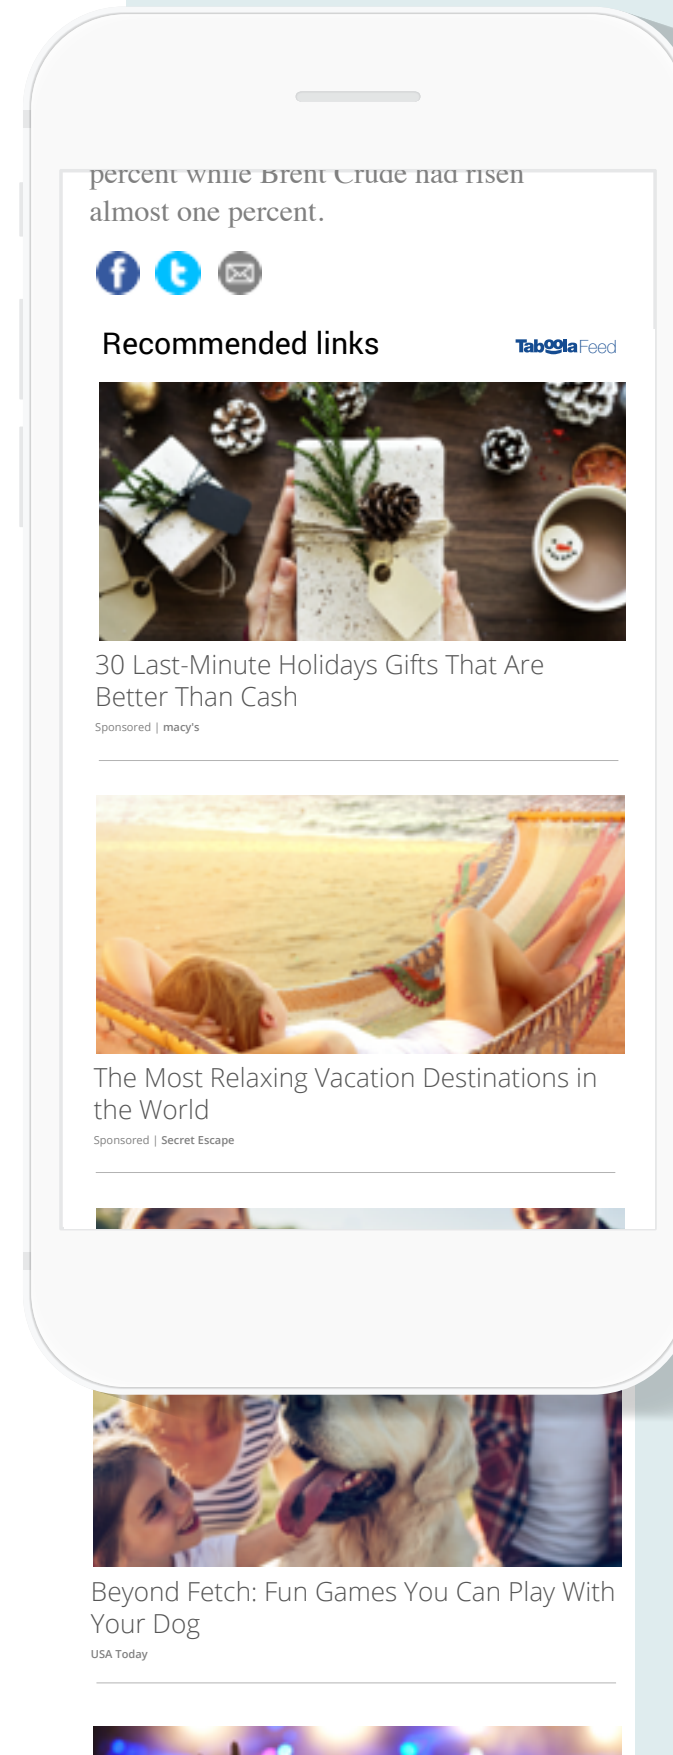 percent while Brent Crude had risen
almost one percent.
Recommended links
Taboola Feed
30 Last-Minute Holidays Gifts That Are
Better Than Cash
Sponsored | macy's
The Most Relaxing Vacation Destinations in
the World
Sponsored | Secret Escape
Beyond Fetch: Fun Games You Can Play With
Your Dog
USA Today